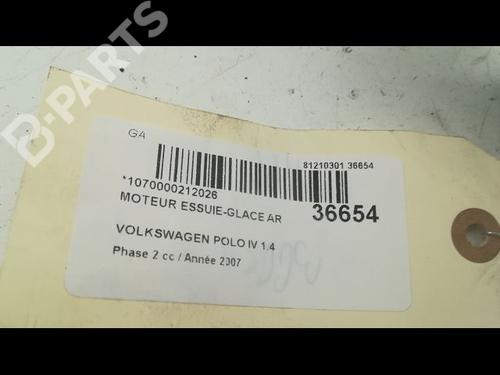 B-PARTS
GA
81210301 36654
*1070000212026
MOTEUR ESSUIE-GLACE AR
36654
VOLKSWAGEN POLO IV 1.4
Phase 2 cc / Année 2007